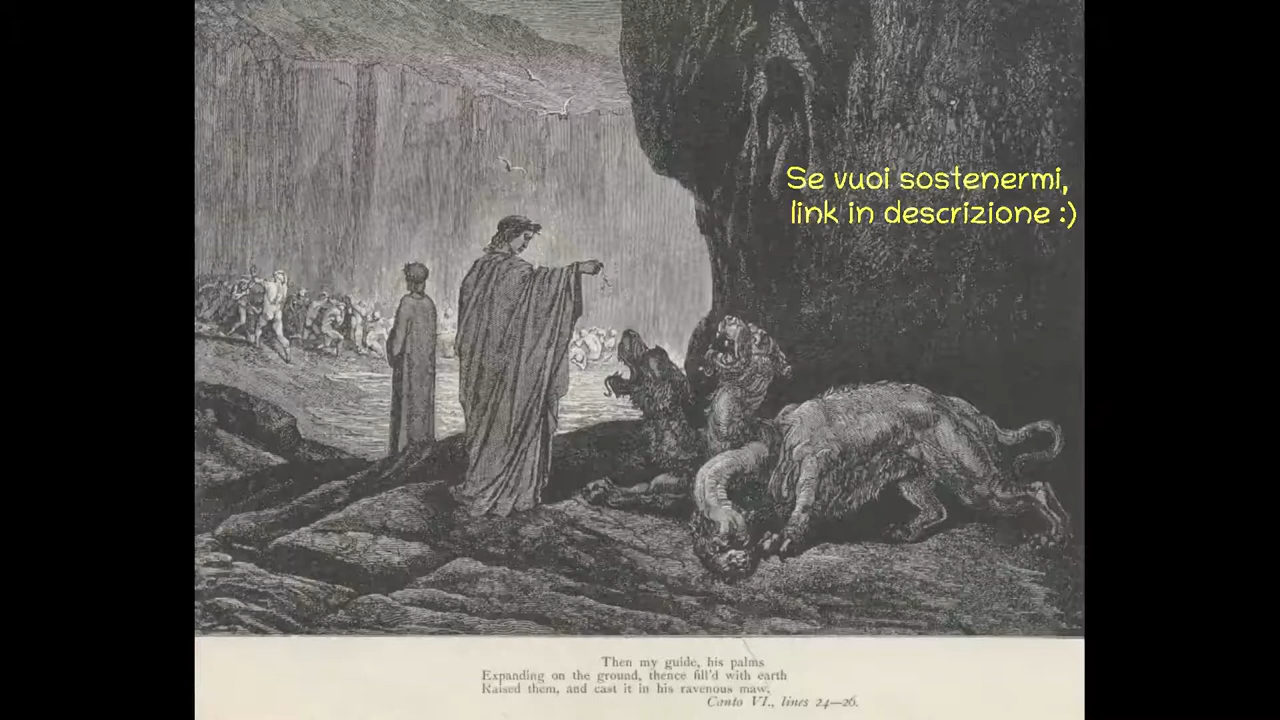 Se vuoi sostenermi,
link in descrizione :)
Then my guide, his palms
Expanding on the ground, thence fill'd with earth
Raised them, and cast it in his ravenous maw.
Canto VI., lines 24—26.